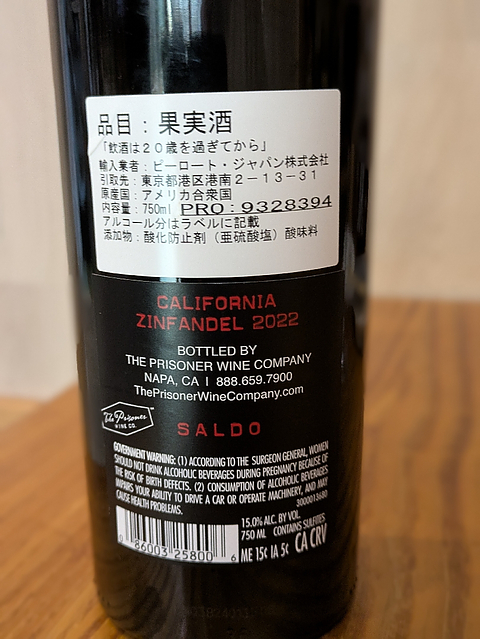 品目：果実酒
「飲酒は２０歳を過ぎてから」
輸入業者：ピーロート・ジャパン株式会社
引取先：東京都港区港南２－１３－３１
原産国：アメリカ合衆国
内容量：750ml PRO：9328394
アルコール分はラベルに記載
添加物：酸化防止剤（亜硫酸塩）酸味料
CALIFORNIA
ZINFANDEL 2022
BOTTLED BY
THE PRISONER WINE COMPANY
NAPA, CA | 888.659.7900
ThePrisonerWineCompany.com
The Prisoner
WINE CO.
SALDO
GOVERNMENT WARNING: (1) ACCORDING TO THE SURGEON GENERAL, WOMEN
SHOULD NOT DRINK ALCOHOLIC BEVERAGES DURING PREGNANCY BECAUSE OF
THE RISK OF BIRTH DEFECTS. (2) CONSUMPTION OF ALCOHOLIC BEVERAGES
IMPAIRS YOUR ABILITY TO DRIVE A CAR OR OPERATE MACHINERY, AND MAY
CAUSE HEALTH PROBLEMS.
3000013680
15.0% ALC. BY VOL.
750 ML CONTAINS SULFITES
ME 15¢ IA 5¢ CA CRV
0 86003 25800 6